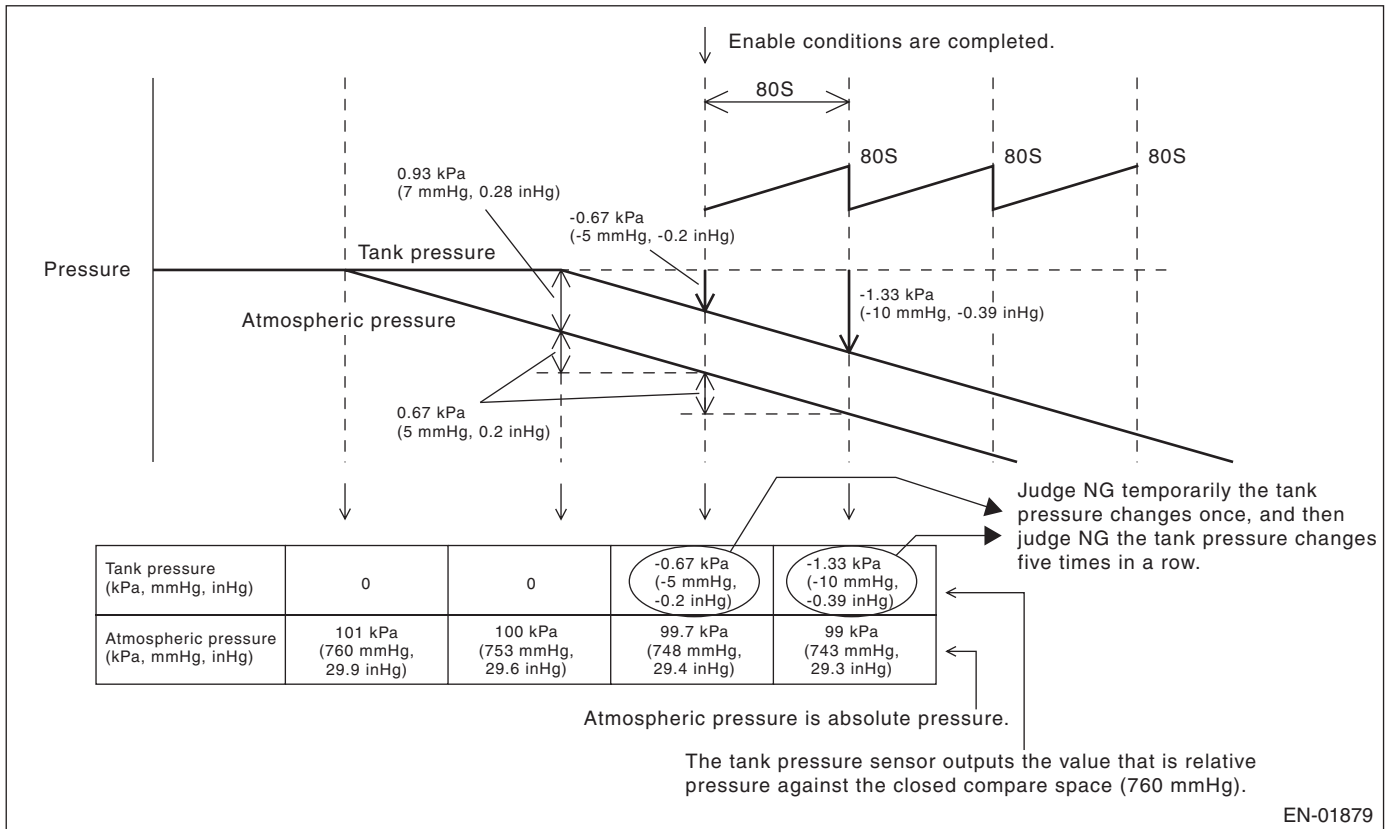 Enable conditions are completed.
80S
80S
80S
80S
0.93 kPa
(7 mmHg, 0.28 inHg)
-0.67 kPa
(-5 mmHg, -0.2 inHg)
Tank pressure
Pressure
-1.33 kPa
(-10 mmHg, -0.39 inHg)
Atmospheric pressure
0.67 kPa
(5 mmHg, 0.2 inHg)
Judge NG temporarily the tank
pressure changes once, and then
judge NG the tank pressure changes
five times in a row.
Tank pressure
(kPa, mmHg, inHg)
0
0
-0.67 kPa
(-5 mmHg,
-0.2 inHg)
-1.33 kPa
(-10 mmHg,
-0.39 inHg)
Atmospheric pressure
(kPa, mmHg, inHg)
101 kPa
(760 mmHg,
29.9 inHg)
100 kPa
(753 mmHg,
29.6 inHg)
99.7 kPa
(748 mmHg,
29.4 inHg)
99 kPa
(743 mmHg,
29.3 inHg)
Atmospheric pressure is absolute pressure.
The tank pressure sensor outputs the value that is relative
pressure against the closed compare space (760 mmHg).
EN-01879